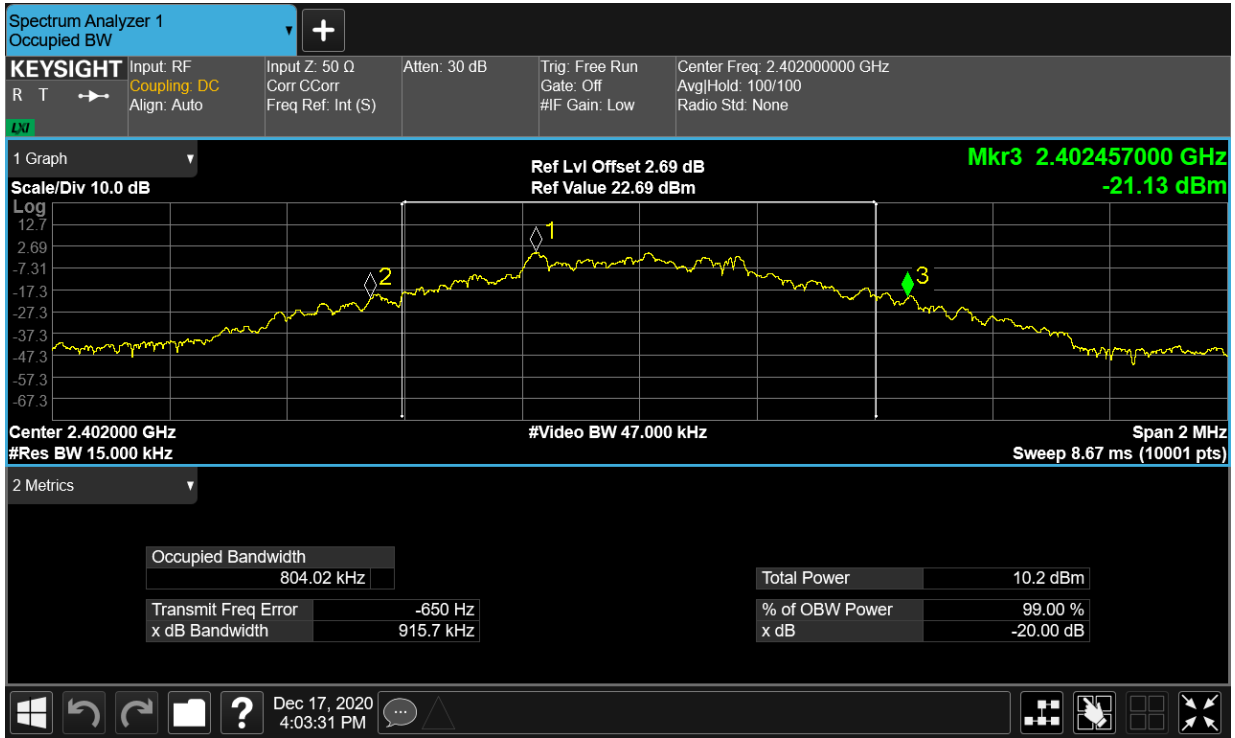 Spectrum Analyzer 1
Occupied BW
KEYSIGHT
R T
LXI
Input: RF
Coupling: DC
Align: Auto
Input Z: 50 Ω
Corr CCorr
Freq Ref: Int (S)
Atten: 30 dB
Trig: Free Run
Gate: Off
#IF Gain: Low
Center Freq: 2.402000000 GHz
Avg|Hold: 100/100
Radio Std: None
1 Graph
Scale/Div 10.0 dB
Ref Lvl Offset 2.69 dB
Ref Value 22.69 dBm
Mkr3 2.402457000 GHz
-21.13 dBm
Log
12.7
2.69
-7.31
-17.3
-27.3
-37.3
-47.3
-57.3
-67.3
1
2
3
Center 2.402000 GHz
#Video BW 47.000 kHz
Span 2 MHz
#Res BW 15.000 kHz
Sweep 8.67 ms (10001 pts)
2 Metrics
Occupied Bandwidth
804.02 kHz
Total Power 10.2 dBm
Transmit Freq Error -650 Hz
% of OBW Power 99.00 %
x dB Bandwidth 915.7 kHz
x dB -20.00 dB
?
Dec 17, 2020
4:03:31 PM